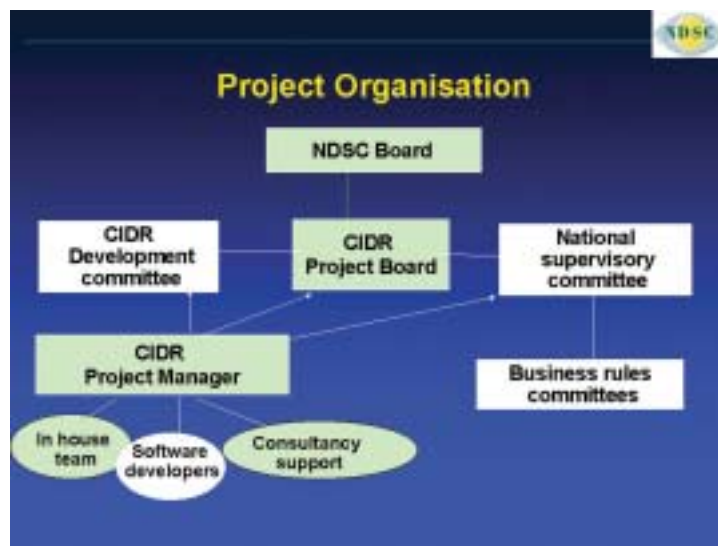 NDSC
Project Organisation
NDSC Board
CIDR
Development
committee
CIDR
Project Board
National
supervisory
committee
CIDR
Project Manager
Business rules
committees
In house
team
Software
developers
Consultancy
support